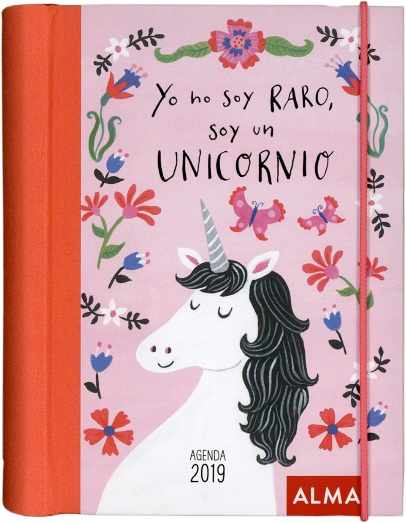 Yo no soy RARO,
soy un
UNICORNIO
AGENDA
2019
ALMA